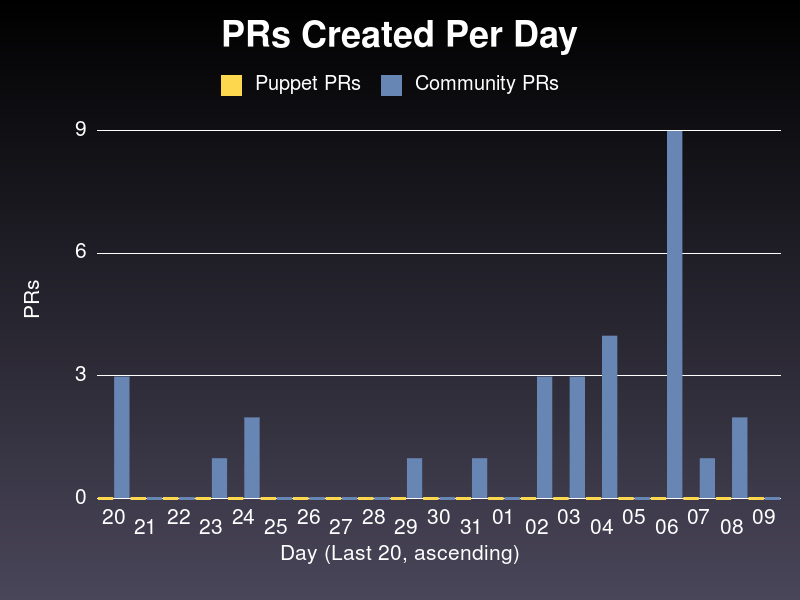 PRs Created Per Day
Puppet PRs Community PRs
9
6
3
0
PRs
20 21 22 23 24 25 26 27 28 29 30 31 01 02 03 04 05 06 07 08 09
Day (Last 20, ascending)